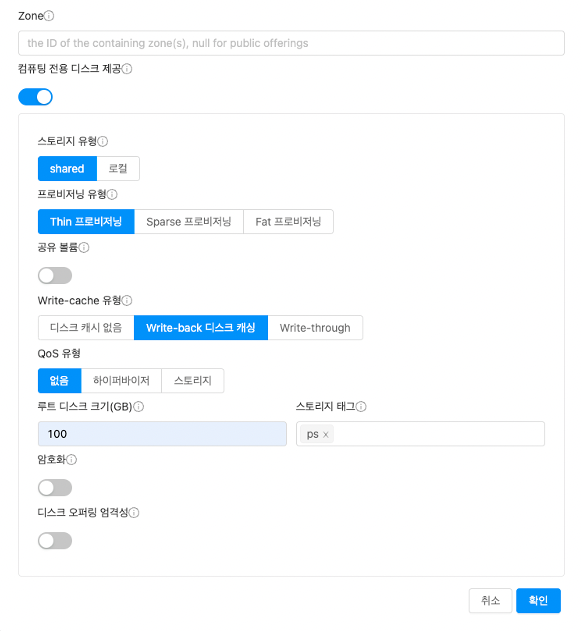 Zone
the ID of the containing zone(s), null for public offerings
컴퓨팅 전용 디스크 제공
스토리지 유형
shared 로컬
프로비저닝 유형
Thin 프로비저닝 Sparse 프로비저닝 Fat 프로비저닝
공유 볼륨
Write-cache 유형
디스크 캐시 없음 Write-back 디스크 캐싱 Write-through
QoS 유형
없음 하이퍼바이저 스토리지
루트 디스크 크기(GB) 스토리지 태그
100 ps ×
암호화
디스크 오퍼링 엄격성
취소 확인